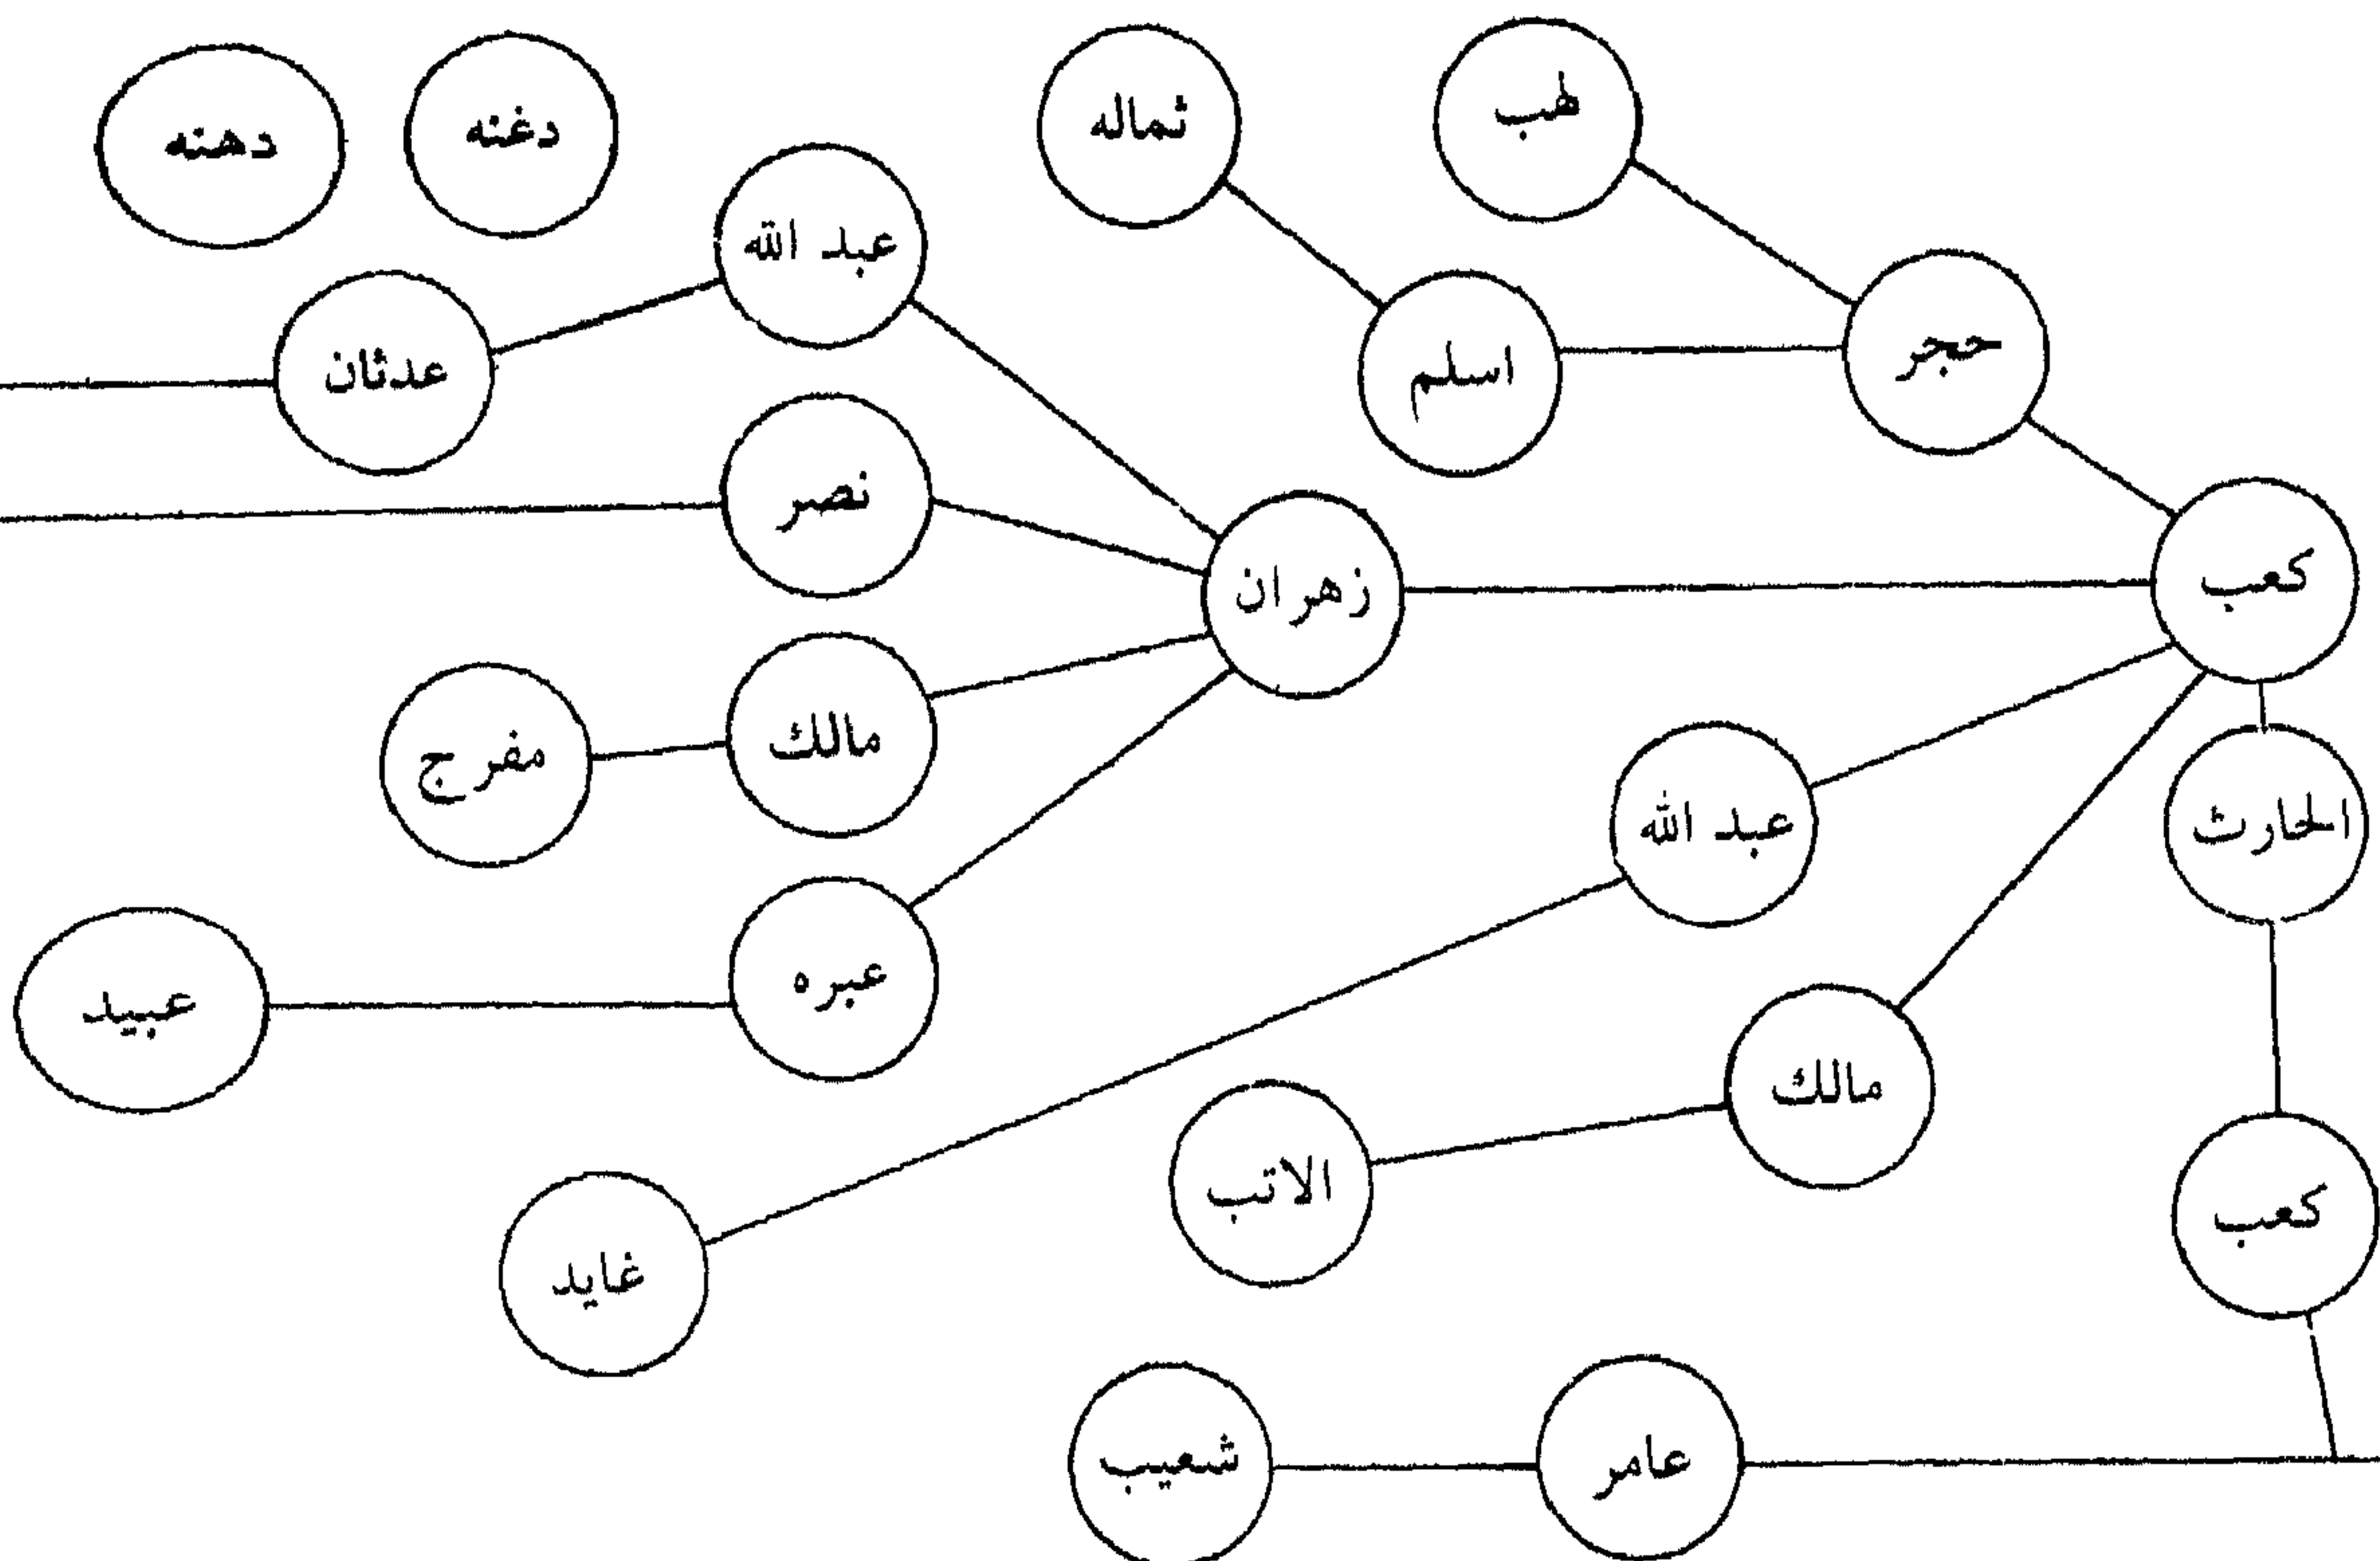 لهب
ثماله
دغنه
دهنه
عبد الله
حجر
اسلم
عدثان
نصر
كعب
زهران
مالك
مفرج
عبد الله
الحارث
عبره
عبيد
مالك
الاتب
كعب
غايد
عامر
شعيب